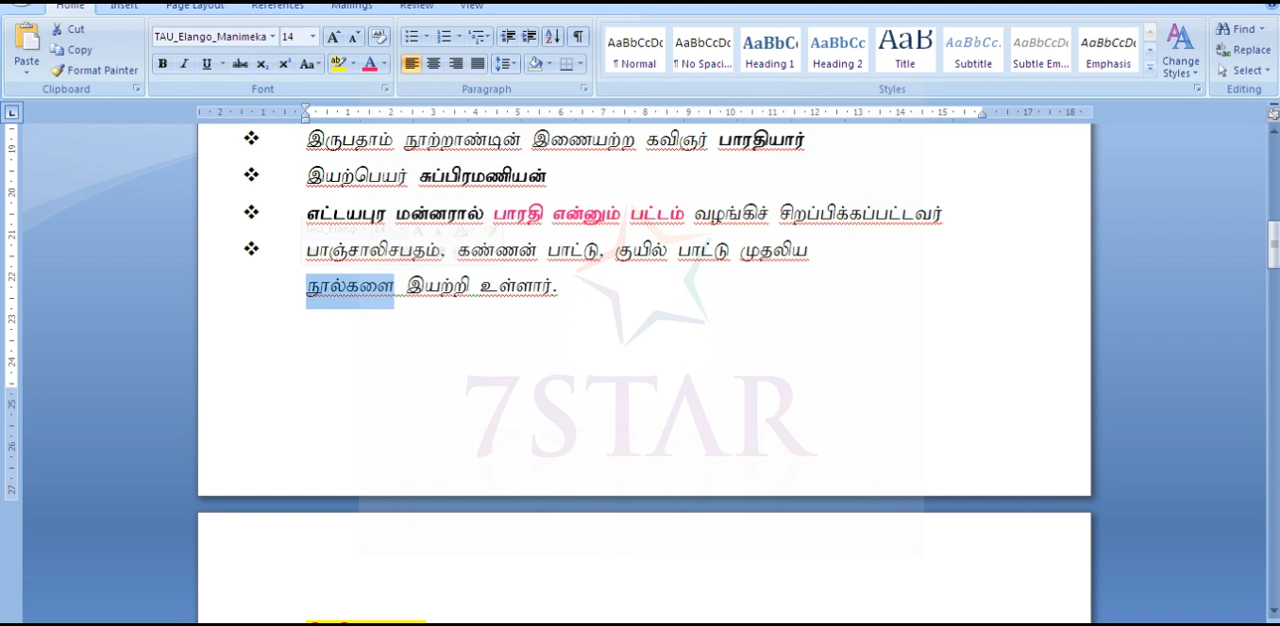 Home Insert Page Layout References Mailings Review View
Cut TAU_Elango_Manimeka 14 AaBbCcDc AaBbCcDc AaBbC AaBbCc AaB AaBbCc. AaBbCcDc AaBbCcDc Find
Copy Replace
Paste Format Painter ¶ Normal ¶ No Spaci... Heading 1 Heading 2 Title Subtitle Subtle Em... Emphasis Change Styles Select
Clipboard Font Paragraph Styles Editing
இருபதாம் நூற்றாண்டின் இணையற்ற கவிஞர் பாரதியார்
இயற்பெயர் சுப்பிரமணியன்
எட்டயபுர மன்னரால் பாரதி என்னும் பட்டம் வழங்கிச் சிறப்பிக்கப்பட்டவர்
பாஞ்சாலிசபதம், கண்ணன் பாட்டு, குயில் பாட்டு முதலிய
நூல்களை இயற்றி உள்ளார்.
7STAR